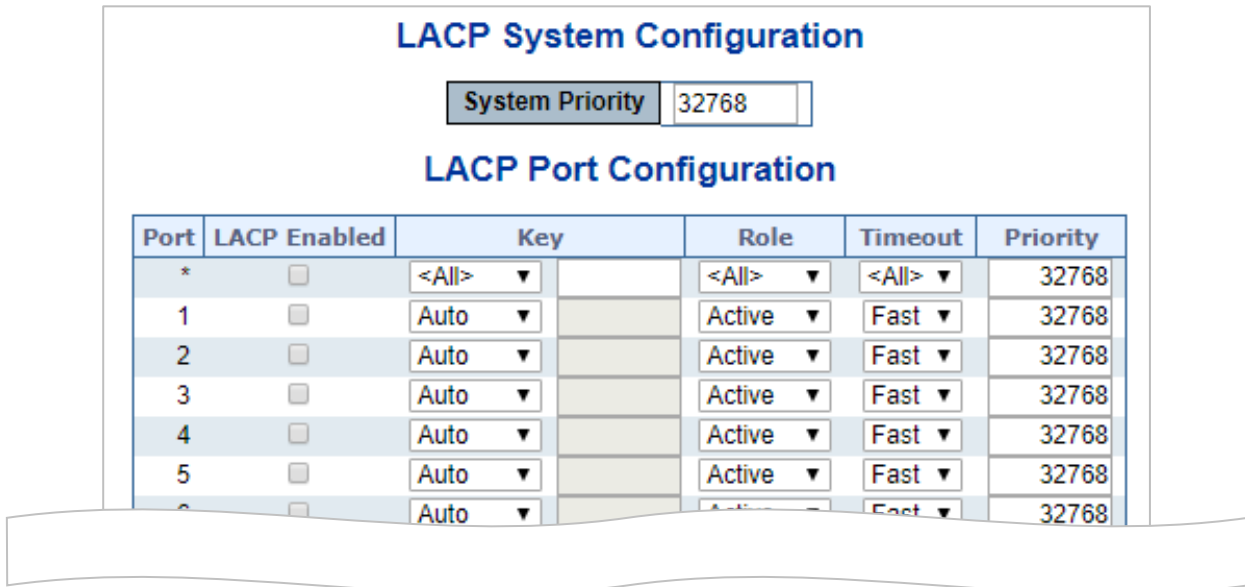 LACP System Configuration
System Priority 32768
LACP Port Configuration
Port LACP Enabled Key Role Timeout Priority
* <All> <All> <All> 32768
1 Auto Active Fast 32768
2 Auto Active Fast 32768
3 Auto Active Fast 32768
4 Auto Active Fast 32768
5 Auto Active Fast 32768
Auto Fast 32768